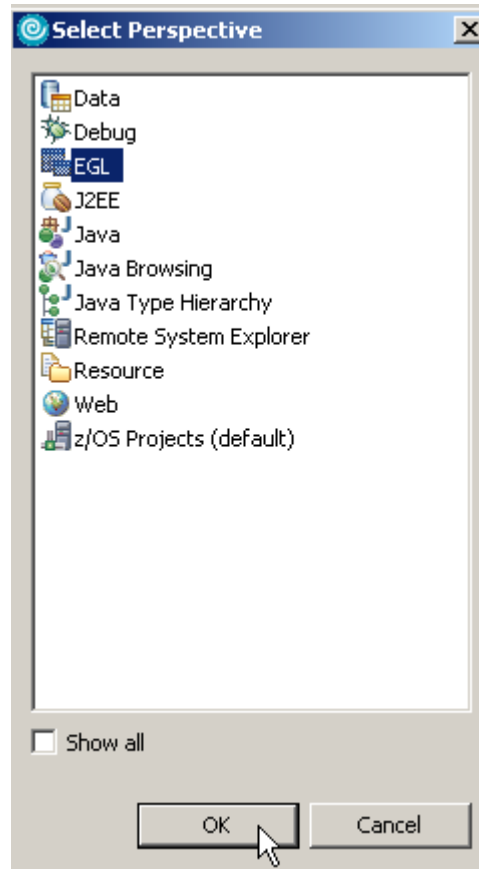 Select Perspective
Data
Debug
EGL
J2EE
Java
Java Browsing
Java Type Hierarchy
Remote System Explorer
Resource
Web
z/OS Projects (default)
Show all
OK Cancel